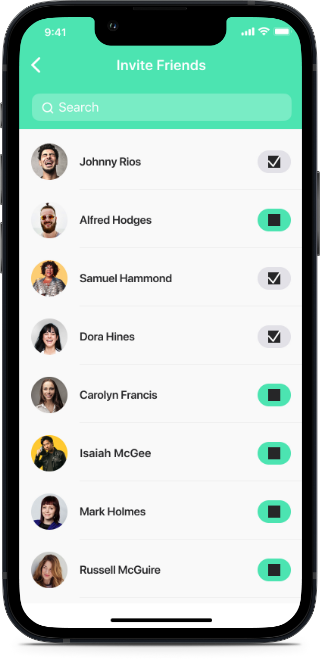 9:41
Invite Friends
Search
Johnny Rios
Alfred Hodges
Samuel Hammond
Dora Hines
Carolyn Francis
Isaiah McGee
Mark Holmes
Russell McGuire